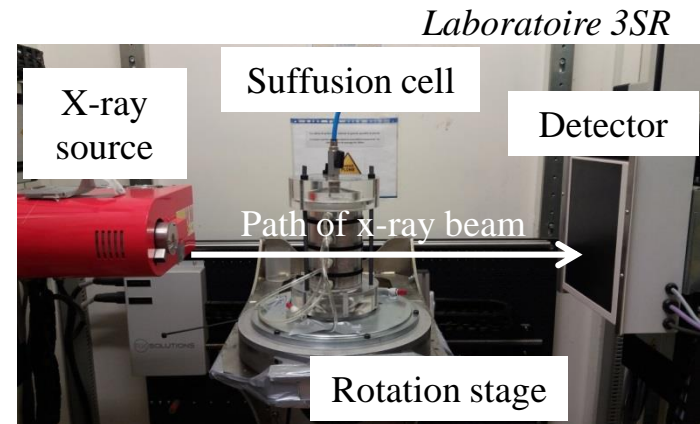 Laboratoire 3SR
Suffusion cell
X-ray
source
Detector
Path of x-ray beam
SOLUTIONS
Rotation stage